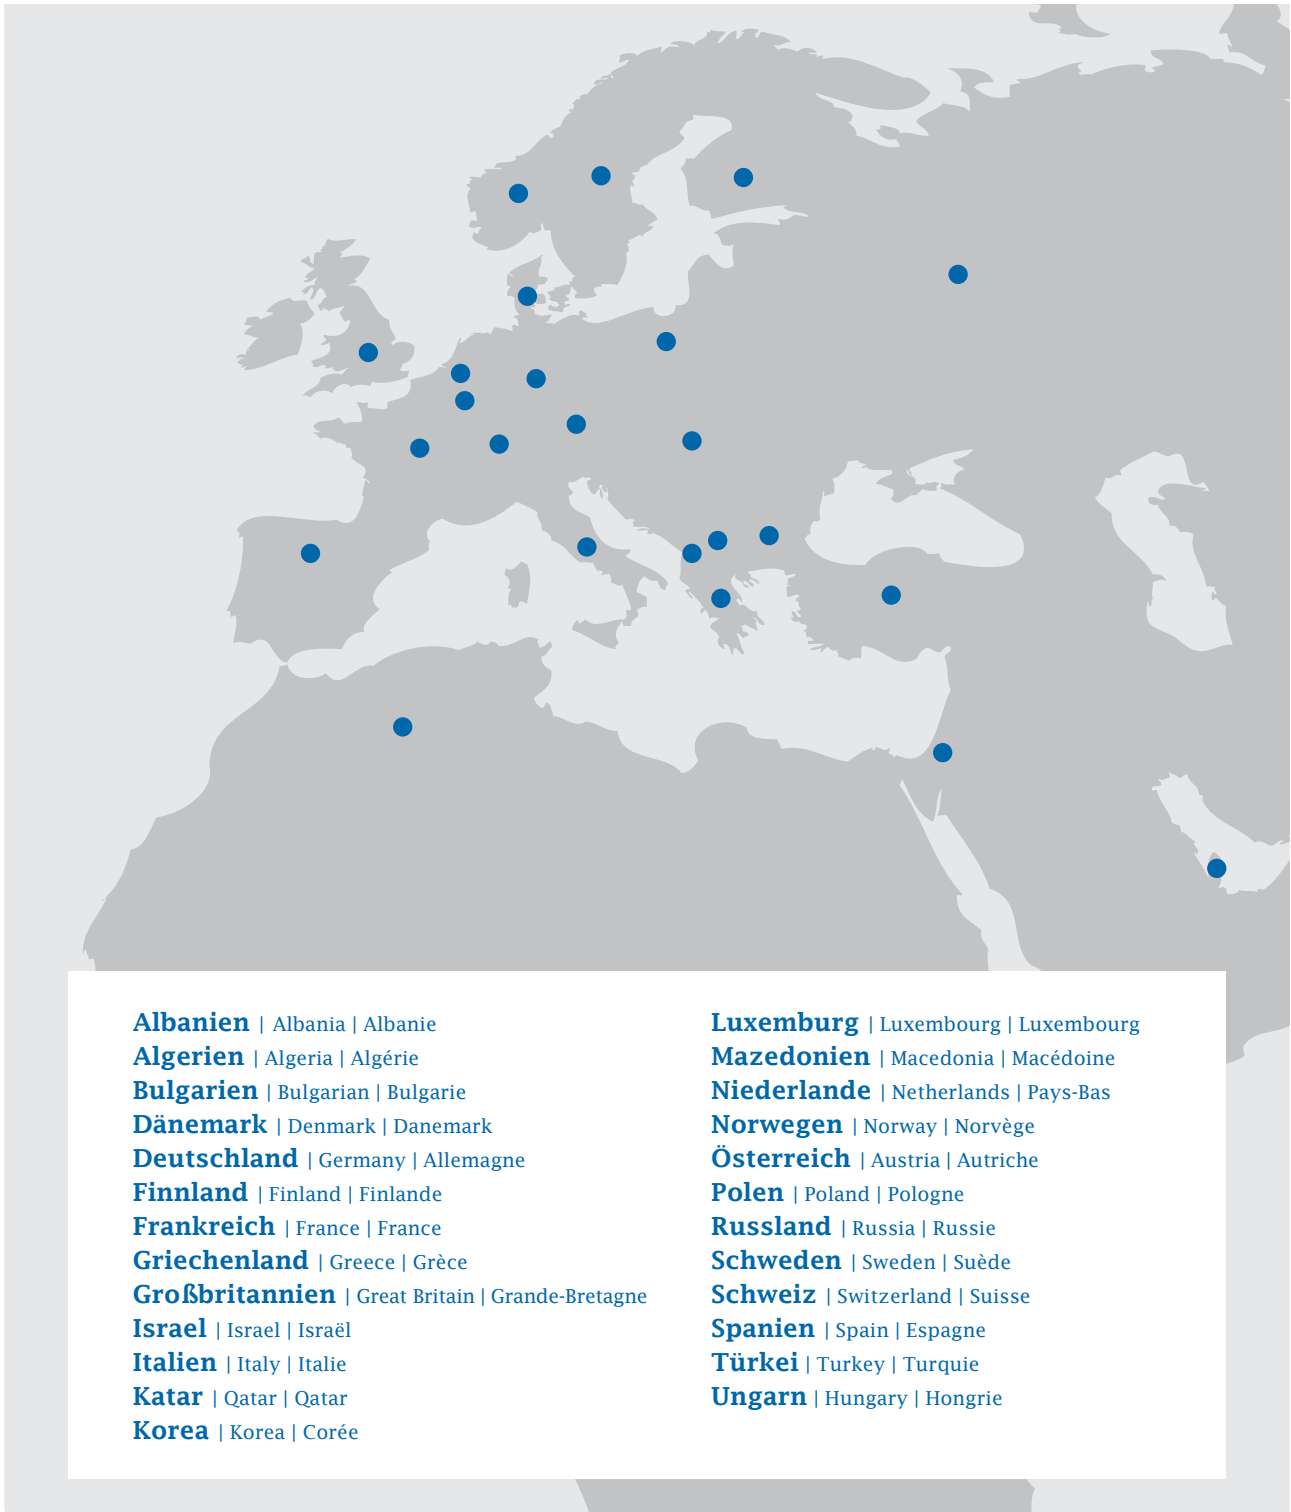 Albanien | Albania | Albanie
Algerien | Algeria | Algérie
Bulgarien | Bulgarian | Bulgarie
Dänemark | Denmark | Danemark
Deutschland | Germany | Allemagne
Finnland | Finland | Finlande
Frankreich | France | France
Griechenland | Greece | Grèce
Großbritannien | Great Britain | Grande-Bretagne
Israel | Israel | Israël
Italien | Italy | Italie
Katar | Qatar | Qatar
Korea | Korea | Corée
Luxemburg | Luxembourg | Luxembourg
Mazedonien | Macedonia | Macédoine
Niederlande | Netherlands | Pays-Bas
Norwegen | Norway | Norvège
Österreich | Austria | Autriche
Polen | Poland | Pologne
Russland | Russia | Russie
Schweden | Sweden | Suède
Schweiz | Switzerland | Suisse
Spanien | Spain | Espagne
Türkei | Turkey | Turquie
Ungarn | Hungary | Hongrie